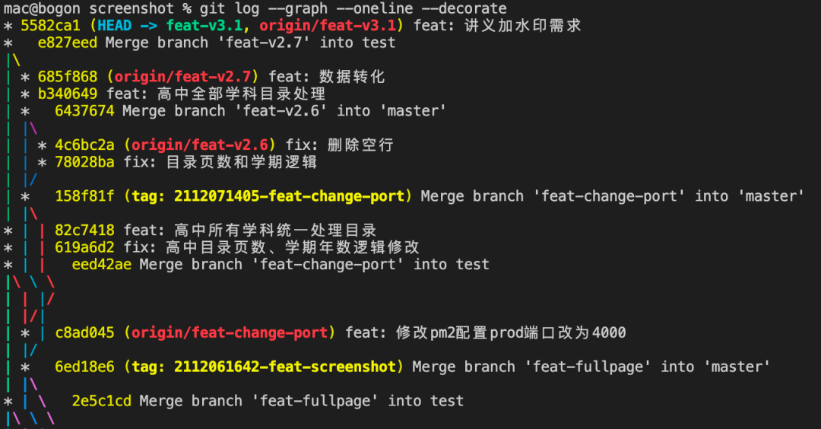 mac@bogon screenshot % git log --graph --oneline --decorate
* 5582ca1 (HEAD -> feat-v3.1, origin/feat-v3.1) feat: 讲义加水印需求
*   e827eed Merge branch 'feat-v2.7' into test
|\
| * 685f868 (origin/feat-v2.7) feat: 数据转化
| * b340649 feat: 高中全部学科目录处理
| *   6437674 Merge branch 'feat-v2.6' into 'master'
| |\
| | * 4c6bc2a (origin/feat-v2.6) fix: 删除空行
| | * 78028ba fix: 目录页数和学期逻辑
| |/
| *   158f81f (tag: 2112071405-feat-change-port) Merge branch 'feat-change-port' into 'master'
| |\
* | | 82c7418 feat: 高中所有学科统一处理目录
* | | 619a6d2 fix: 高中目录页数、学期年数逻辑修改
* | |   eed42ae Merge branch 'feat-change-port' into test
|\ \ \
| | |/
| |/|
| * | c8ad045 (origin/feat-change-port) feat: 修改pm2配置prod端口改为4000
| |/
| *   6ed18e6 (tag: 2112061642-feat-screenshot) Merge branch 'feat-fullpage' into 'master'
| |\
* | \   2e5c1cd Merge branch 'feat-fullpage' into test
|\ \ \